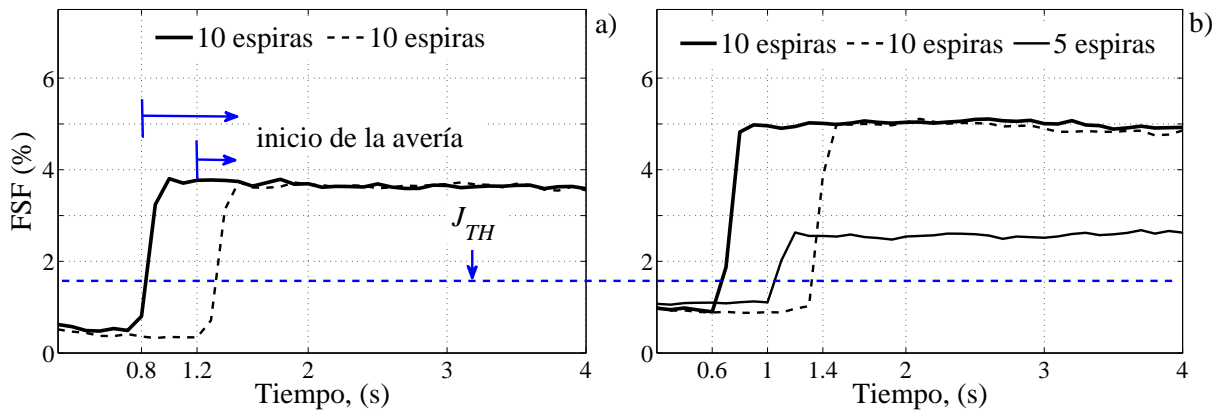 a)
10 espiras 10 espiras
FSF (%)
6
4
2
0
inicio de la avería
J_TH
0.8 1.2 2 3 4
Tiempo, (s)
b)
10 espiras 10 espiras 5 espiras
6
4
2
0
0.6 1 1.4 2 3 4
Tiempo, (s)